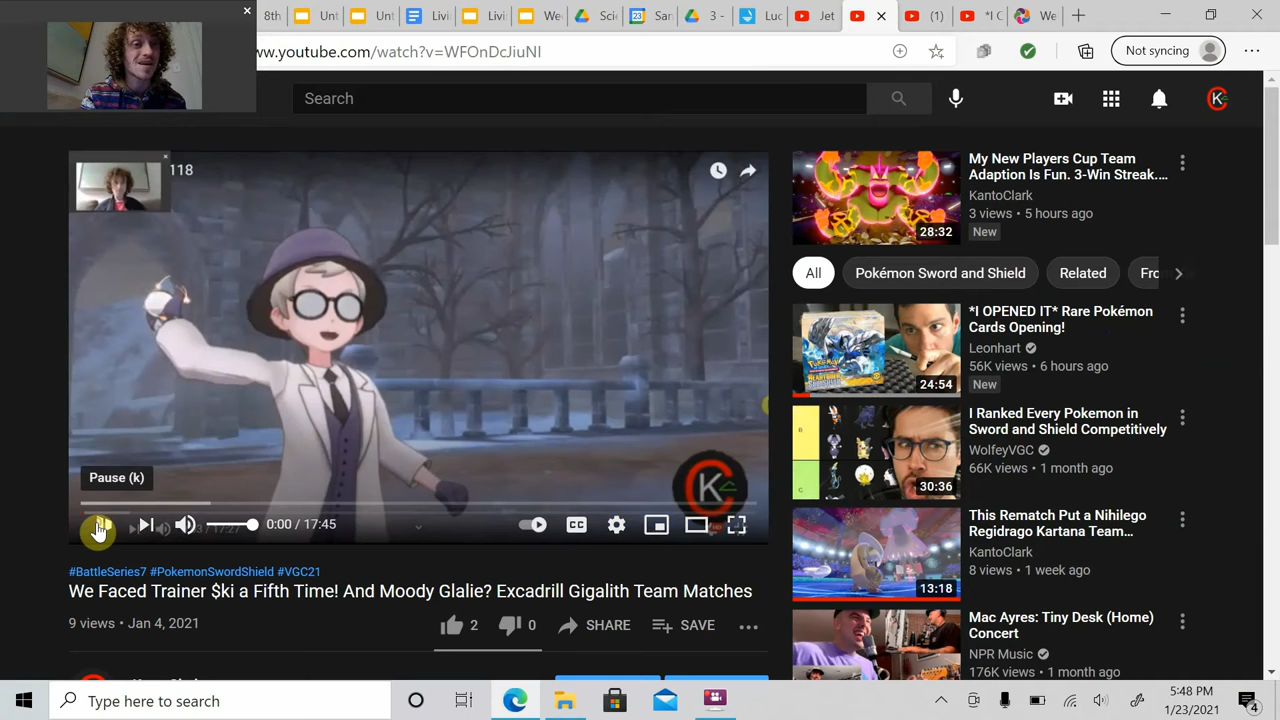 8th
Unt
Unt
Livi
Livi
We
Sci
Sar
3 -
Luc
Jet
(1)
*I C
We
ww.youtube.com/watch?v=WFOnDcJiuNI
Not syncing
Search
118
Pause (k)
0:00 / 17:45
CC
#BattleSeries7 #PokemonSwordShield #VGC21
We Faced Trainer $ki a Fifth Time! And Moody Glalie? Excadrill Gigalith Team Matches
9 views • Jan 4, 2021
2
0
SHARE
SAVE
My New Players Cup Team
Adaption Is Fun. 3-Win Streak....
KantoClark
3 views • 5 hours ago
New
28:32
All
Pokémon Sword and Shield
Related
Fro
*I OPENED IT* Rare Pokémon
Cards Opening!
Leonhart
56K views • 6 hours ago
New
24:54
I Ranked Every Pokemon in
Sword and Shield Competitively
WolfeyVGC
66K views • 1 month ago
30:36
This Rematch Put a Nihilego
Regidrago Kartana Team...
KantoClark
8 views • 1 week ago
13:18
Mac Ayres: Tiny Desk (Home)
Concert
NPR Music
176K views • 1 month ago
Type here to search
5:48 PM
1/23/2021
4